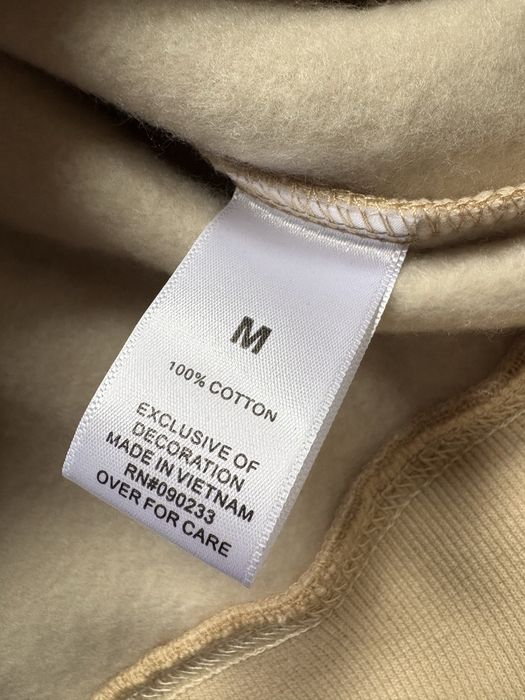 M
100% COTTON
EXCLUSIVE OF
DECORATION
MADE IN VIETNAM
RN#090233
OVER FOR CARE